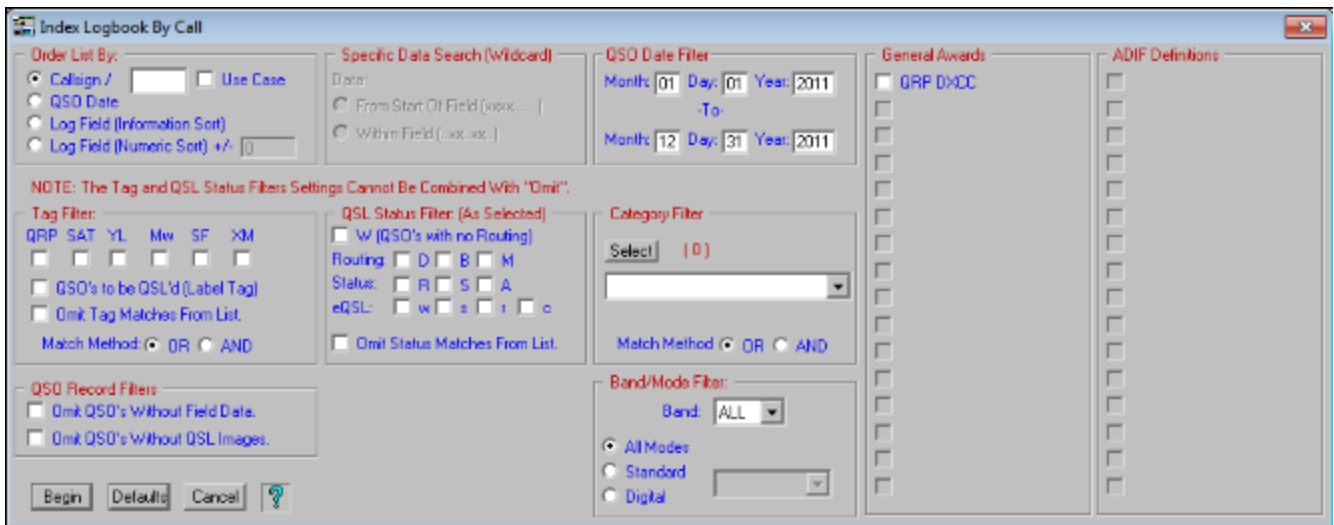 Index Logbook By Call
Order List By:
Callsign /
Use Case
QSO Date
Log Field (Information Sort)
Log Field (Numeric Sort) +/- 0
Specific Data Search (Wildcard)
Data:
From Start Of Field (xxxx......)
Within Field (..xx..xx..)
QSO Date Filter
Month: 01 Day: 01 Year: 2011
-To-
Month: 12 Day: 31 Year: 2011
General Awards
QRP DXCC
ADIF Definitions
NOTE: The Tag and QSL Status Filters Settings Cannot Be Combined With "Omit".
Tag Filter:
QRP SAT YL Mw SF XM
QSO's to be QSL'd (Label Tag)
Omit Tag Matches From List.
Match Method: OR AND
QSL Status Filter: (As Selected)
W (QSO's with no Routing)
Routing: D B M
Status: R S A
eQSL: w s r c
Omit Status Matches From List.
Category Filter
Select (0)
Match Method OR AND
QSO Record Filters
Omit QSO's Without Field Data.
Omit QSO's Without QSL Images.
Band/Mode Filter:
Band: ALL
All Modes
Standard
Digital
Begin Defaults Cancel ?